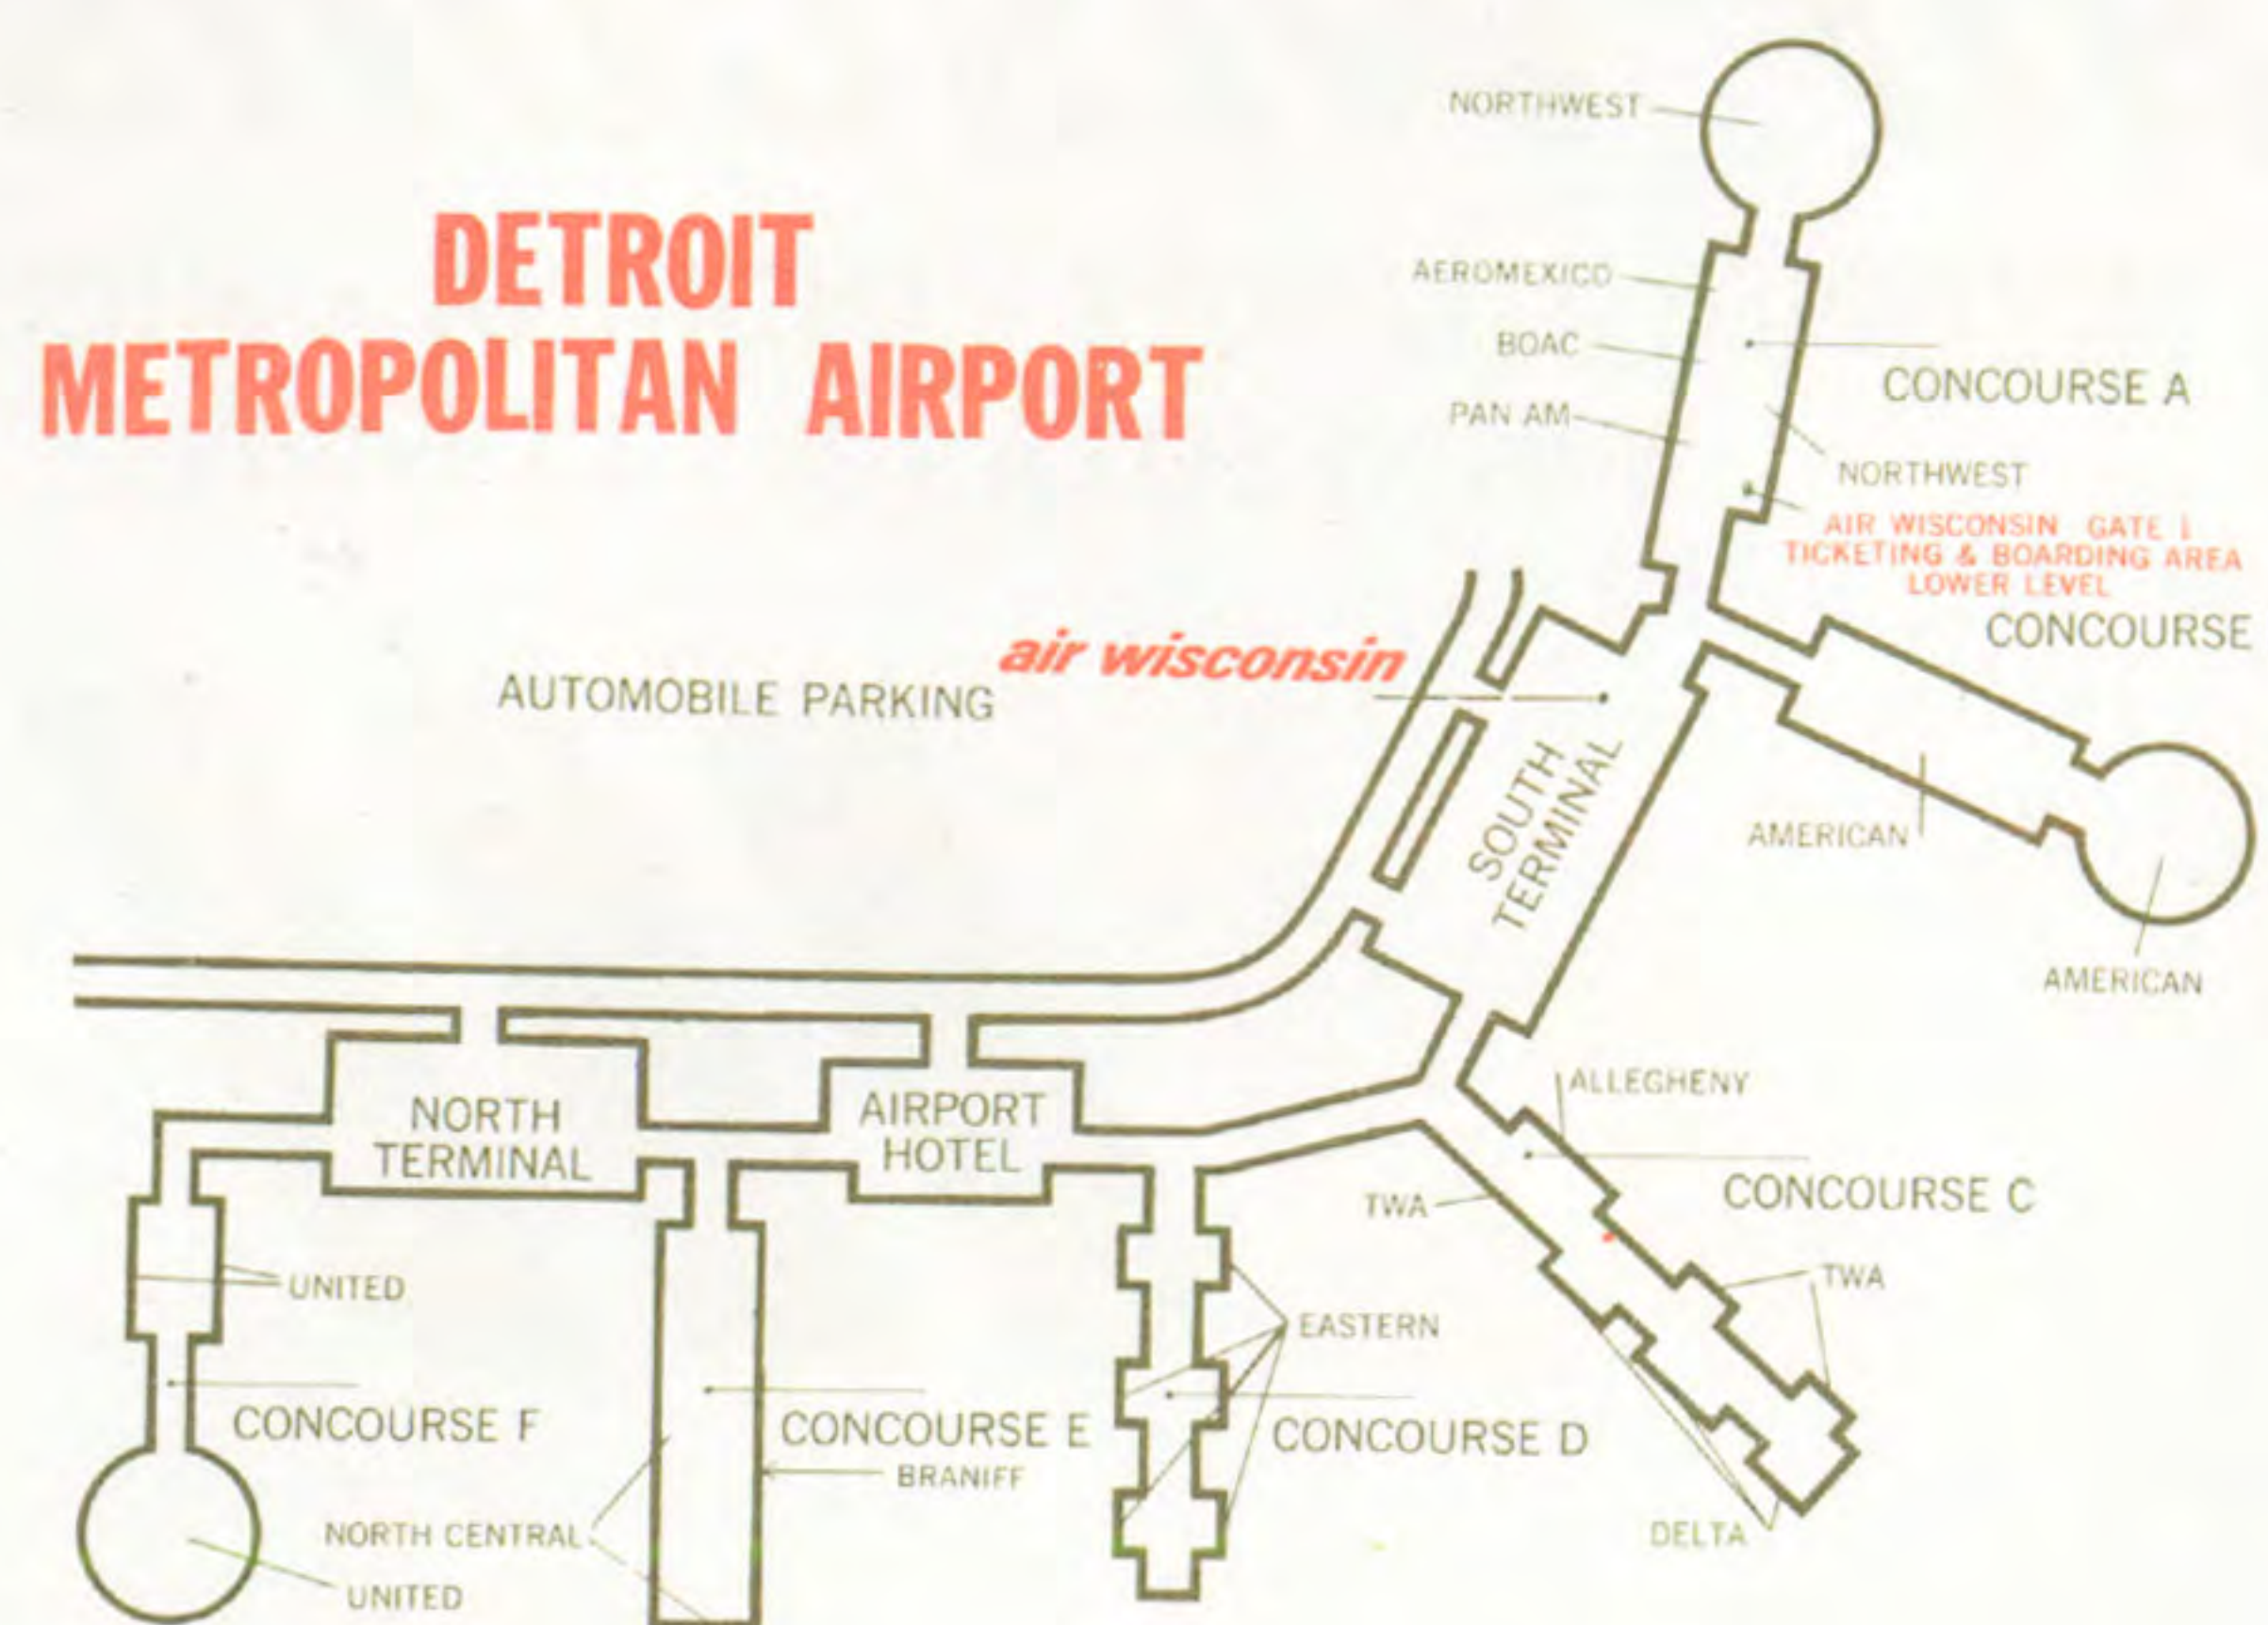 DETROIT
METROPOLITAN AIRPORT
NORTHWEST
AEROMEXICO
BOAC
PAN AM
CONCOURSE A
NORTHWEST
AIR WISCONSIN GATE 1
TICKETING & BOARDING AREA
LOWER LEVEL
CONCOURSE
air wisconsin
AUTOMOBILE PARKING
SOUTH
TERMINAL
AMERICAN
AMERICAN
NORTH
TERMINAL
AIRPORT
HOTEL
ALLEGHENY
CONCOURSE C
TWA
TWA
UNITED
EASTERN
CONCOURSE F
CONCOURSE E
CONCOURSE D
BRANIFF
NORTH CENTRAL
DELTA
UNITED